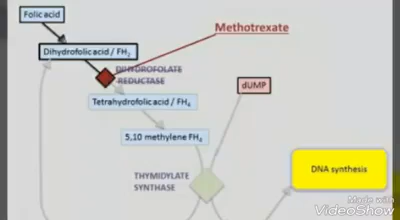 Folic acid
Methotrexate
Dihydrofolic acid / FH2
DIHYDROFOLATE
REDUCTASE
dUMP
Tetrahydrofolic acid / FH4
5,10 methylene FH4
THYMIDYLATE
SYNTHASE
DNA synthesis
Made with
VideoShow